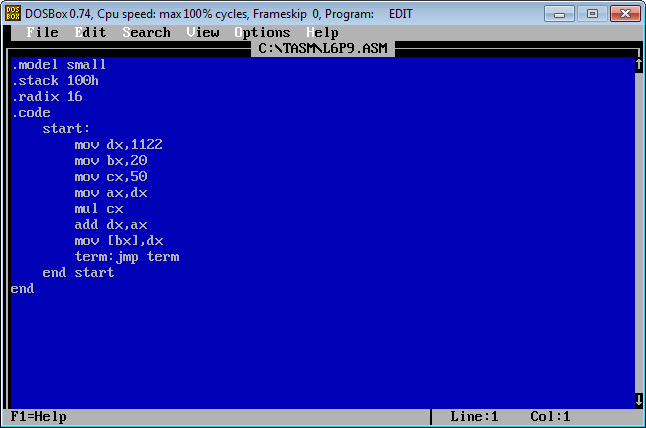 DOS BOX DOSBox 0.74, Cpu speed: max 100% cycles, Frameskip 0, Program: EDIT
File Edit Search View Options Help
C:\TASM\L6P9.ASM
.model small
.stack 100h
.radix 16
.code
    start:
        mov dx,1122
        mov bx,20
        mov cx,50
        mov ax,dx
        mul cx
        add dx,ax
        mov [bx],dx
        term:jmp term
    end start
end
F1=Help Line:1 Col:1